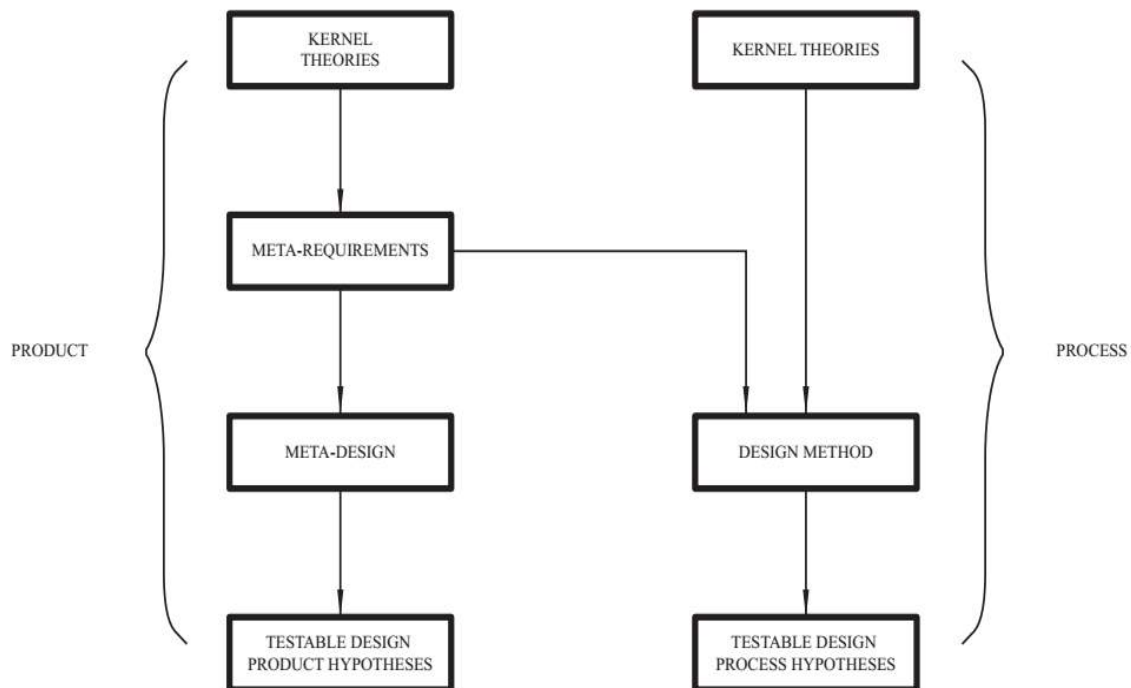 KERNEL
THEORIES
KERNEL THEORIES
META-REQUIREMENTS
PRODUCT
PROCESS
META-DESIGN
DESIGN METHOD
TESTABLE DESIGN
PRODUCT HYPOTHESES
TESTABLE DESIGN
PROCESS HYPOTHESES